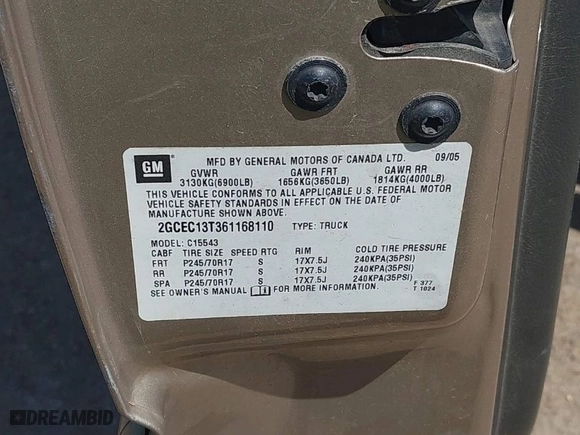 GM
MFD BY GENERAL MOTORS OF CANADA LTD. 09/05
GVWR GAWR FRT GAWR RR
3130KG(6900LB) 1656KG(3650LB) 1814KG(4000LB)
THIS VEHICLE CONFORMS TO ALL APPLICABLE U.S. FEDERAL MOTOR
VEHICLE SAFETY STANDARDS IN EFFECT ON THE DATE OF
MANUFACTURE SHOWN ABOVE.
2GCEC13T361168110 TYPE: TRUCK
MODEL: C15543
CABF TIRE SIZE SPEED RTG RIM COLD TIRE PRESSURE
FRT P245/70R17 S 17X7.5J 240KPA(35PSI)
RR P245/70R17 S 17X7.5J 240KPA(35PSI)
SPA P245/70R17 S 17X7.5J 240KPA(35PSI)
SEE OWNER'S MANUAL FOR MORE INFORMATION.
F 377
T 1024
DREAMBID